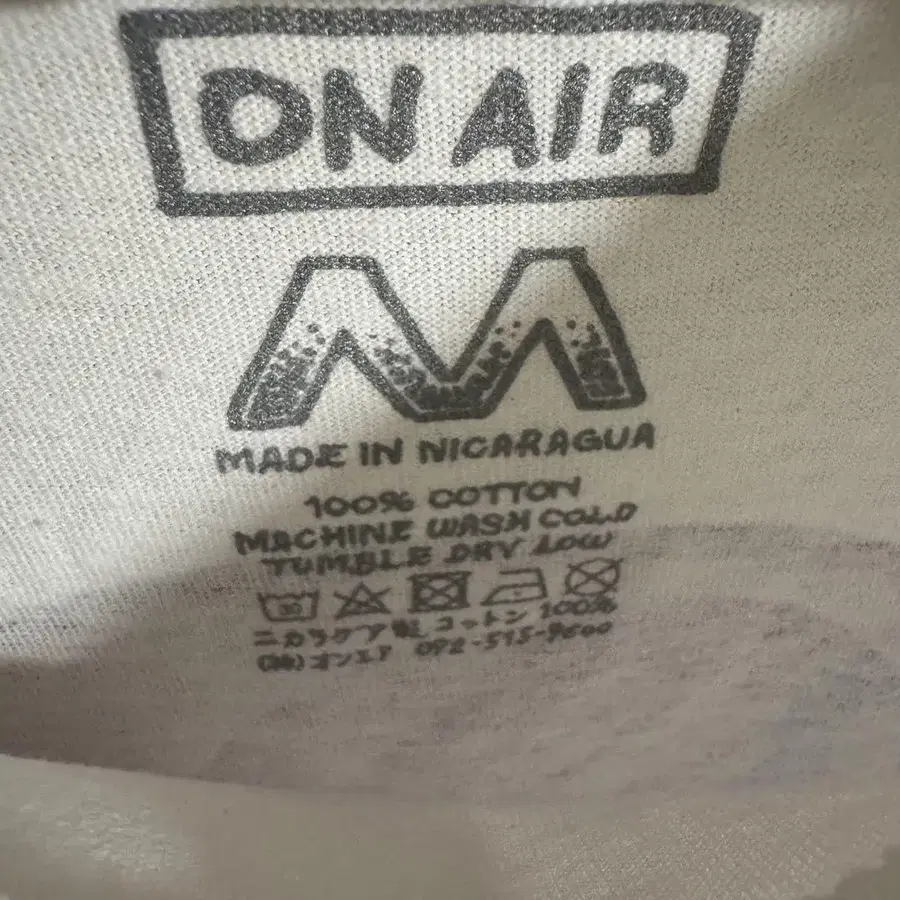 ON AIR
M
MADE IN NICARAGUA
100% COTTON
MACHINE WASH COLD
TUMBLE DRY LOW
30
ニカラグア製 コットン 100%
(株)オンエア 072-515-9600